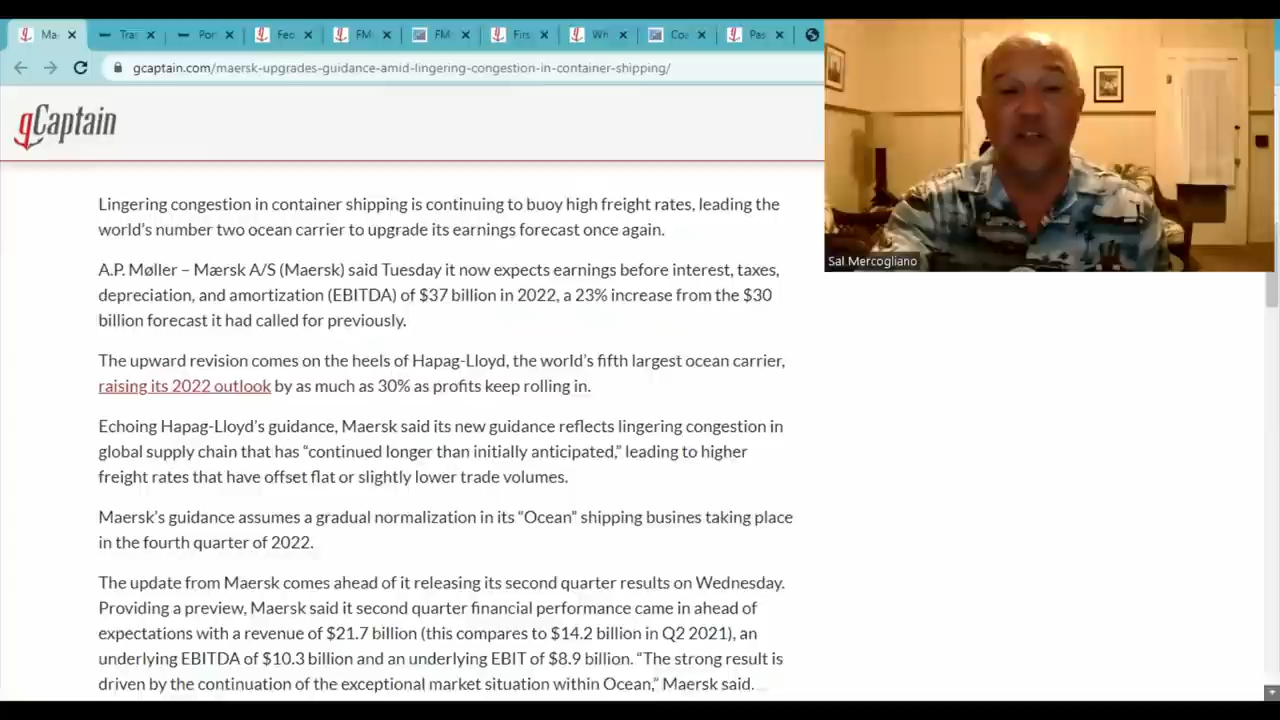 Ma
Tra
Por
Fed
FM
FM
Firs
Wh
Coa
Pas
gcaptain.com/maersk-upgrades-guidance-amid-lingering-congestion-in-container-shipping/
gCaptain
Sal Mercogliano
Lingering congestion in container shipping is continuing to buoy high freight rates, leading the
world's number two ocean carrier to upgrade its earnings forecast once again.
A.P. Møller – Mærsk A/S (Maersk) said Tuesday it now expects earnings before interest, taxes,
depreciation, and amortization (EBITDA) of $37 billion in 2022, a 23% increase from the $30
billion forecast it had called for previously.
The upward revision comes on the heels of Hapag-Lloyd, the world's fifth largest ocean carrier,
raising its 2022 outlook by as much as 30% as profits keep rolling in.
Echoing Hapag-Lloyd's guidance, Maersk said its new guidance reflects lingering congestion in
global supply chain that has “continued longer than initially anticipated,” leading to higher
freight rates that have offset flat or slightly lower trade volumes.
Maersk's guidance assumes a gradual normalization in its “Ocean” shipping busines taking place
in the fourth quarter of 2022.
The update from Maersk comes ahead of it releasing its second quarter results on Wednesday.
Providing a preview, Maersk said it second quarter financial performance came in ahead of
expectations with a revenue of $21.7 billion (this compares to $14.2 billion in Q2 2021), an
underlying EBITDA of $10.3 billion and an underlying EBIT of $8.9 billion. “The strong result is
driven by the continuation of the exceptional market situation within Ocean,” Maersk said.